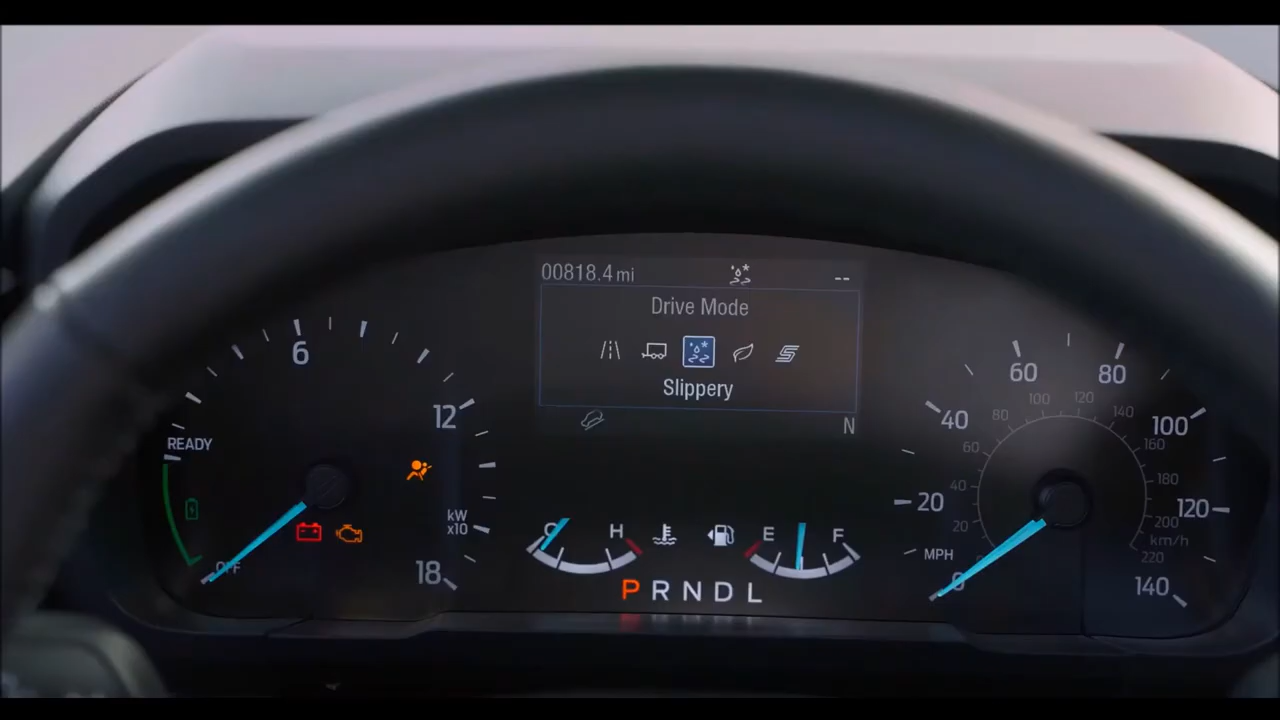 00818.4 mi --
Drive Mode
Slippery
N
READY
6
12
18
kW
x10
OFF
C H
E F
P R N D L
0 20 40 60 80 100 120 140
MPH
20 40 60 80 100 120 140 160 180 200 220
km/h